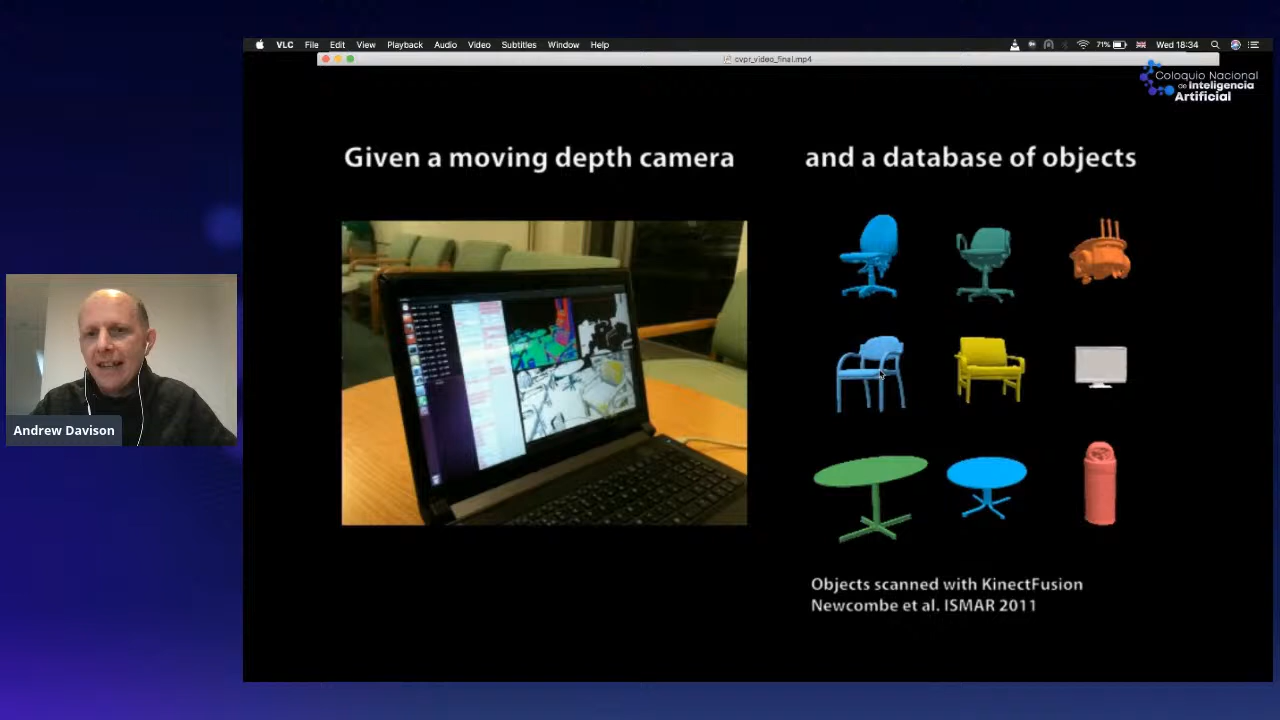 VLC File Edit View Playback Audio Video Subtitles Window Help
71% Wed 18:34
cvpr_video_final.mp4
Coloquio Nacional
de Inteligencia
Artificial
Given a moving depth camera
and a database of objects
Andrew Davison
Objects scanned with KinectFusion
Newcombe et al. ISMAR 2011